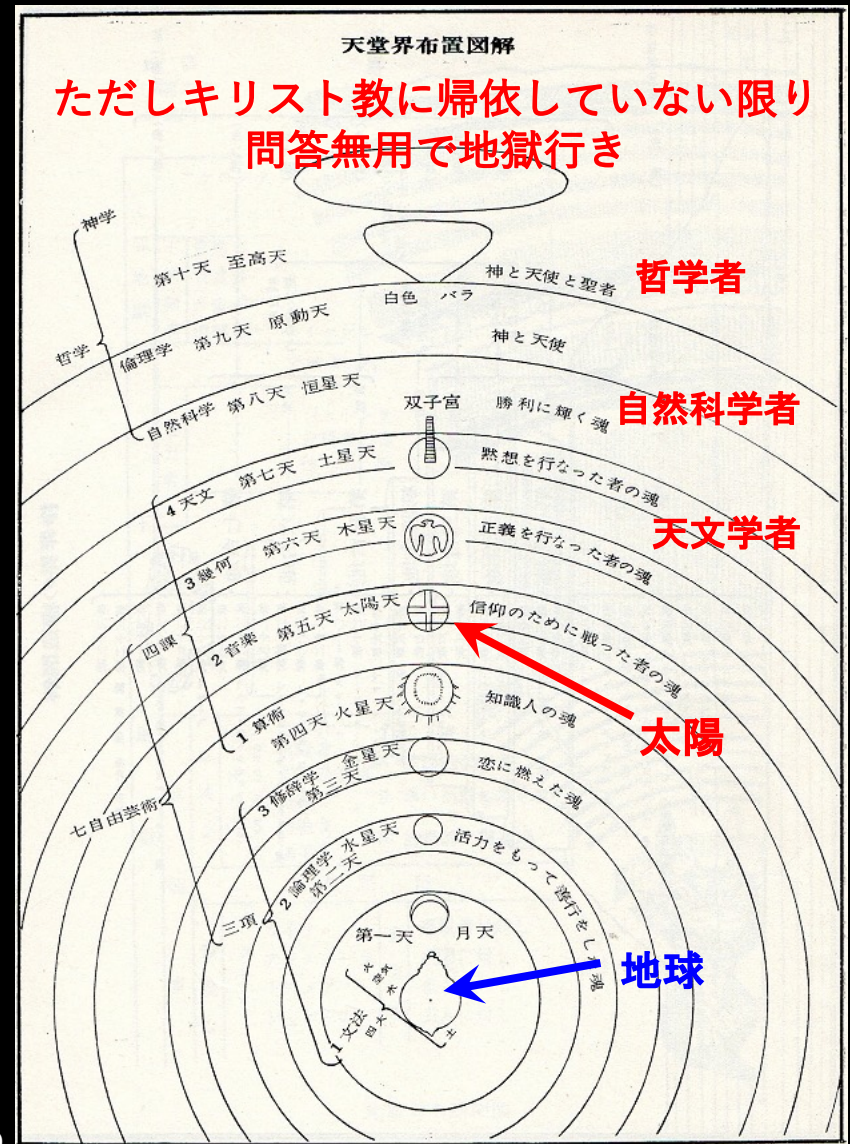 天堂界布置図解
ただしキリスト教に帰依していない限り
問答無用で地獄行き
神学
第十天 至高天
神と天使と聖者
哲学者
白色 バラ
哲学
倫理学 第九天 原動天
神と天使
自然科学 第八天 恒星天
双子宮
勝利に輝く魂
自然科学者
4 天文 第七天 土星天
黙想を行なった者の魂
天文学者
3 幾何 第六天 木星天
正義を行なった者の魂
四課
2 音楽 第五天 太陽天
信仰のために戦った者の魂
太陽
1 算術 第四天 火星天
知識人の魂
七自由芸術
3 修辞学 第三天 金星天
恋に燃えた魂
2 論理学 第二天 水星天
活力をもって善行をした魂
三項
第一天 月天
地球
火
空気
水
土
四大
1 文法